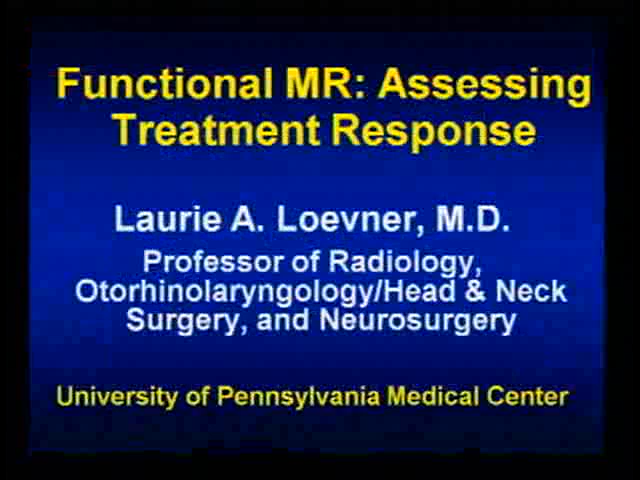 Functional MR: Assessing
Treatment Response
Laurie A. Loevner, M.D.
Professor of Radiology,
Otorhinolaryngology/Head & Neck
Surgery, and Neurosurgery
University of Pennsylvania Medical Center